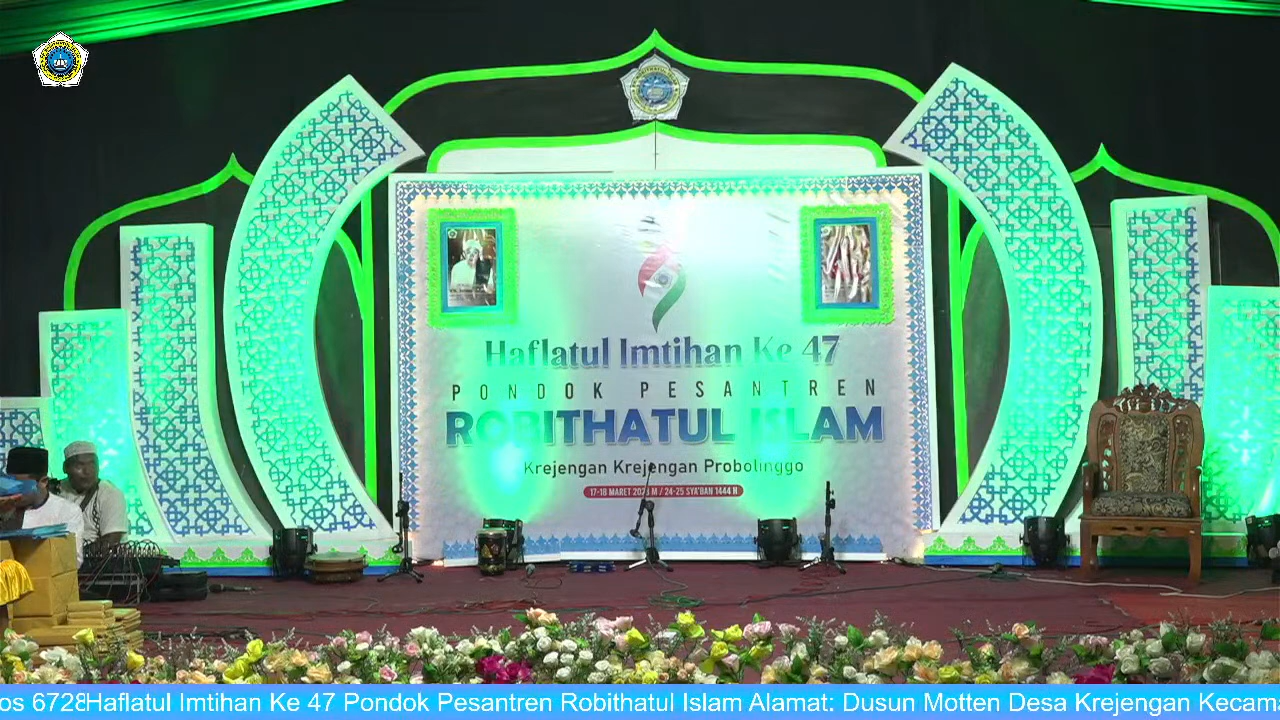 Haflatul Imtihan Ke 47
PONDOK PESANTREN
ROBITHATUL ISLAM
Krejengan Krejengan Probolinggo
17-18 MARET 2023 M / 24-25 SYA'BAN 1444 H
os 6728Haflatul Imtihan Ke 47 Pondok Pesantren Robithatul Islam Alamat: Dusun Motten Desa Krejengan Kecama